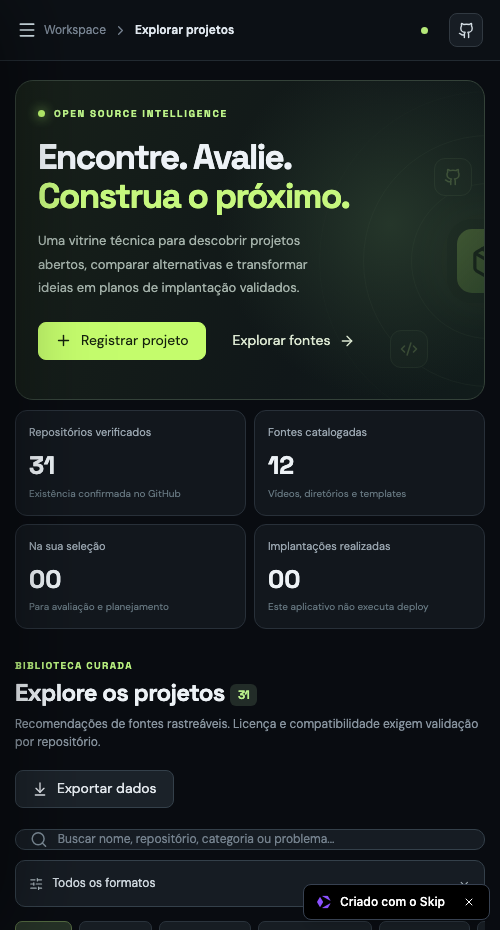 Workspace > Explorar projetos
OPEN SOURCE INTELLIGENCE
Encontre. Avalie.
Construa o próximo.
Uma vitrine técnica para descobrir projetos
abertos, comparar alternativas e transformar
ideias em planos de implantação validados.
+ Registrar projeto
Explorar fontes →
Repositórios verificados
31
Existência confirmada no GitHub
Fontes catalogadas
12
Vídeos, diretórios e templates
Na sua seleção
00
Para avaliação e planejamento
Implantações realizadas
00
Este aplicativo não executa deploy
BIBLIOTECA CURADA
Explore os projetos 31
Recomendações de fontes rastreáveis. Licença e compatibilidade exigem validação
por repositório.
Exportar dados
Buscar nome, repositório, categoria ou problema...
Todos os formatos
Criado com o Skip ×